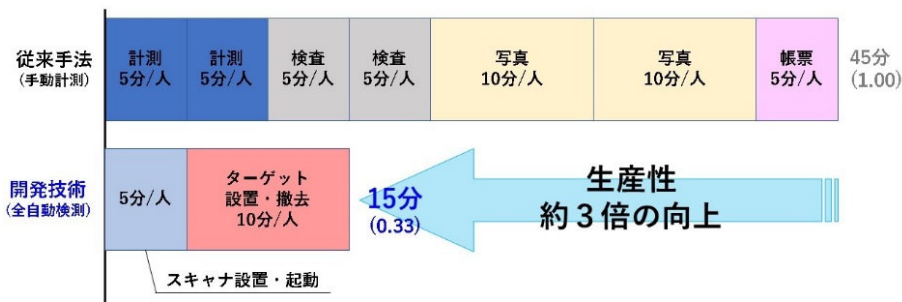 従来手法
(手動計測)
計測
5分/人
計測
5分/人
検査
5分/人
検査
5分/人
写真
10分/人
写真
10分/人
帳票
5分/人
45分
(1.00)
開発技術
(全自動検測)
5分/人
ターゲット
設置・撤去
10分/人
15分
(0.33)
生産性
約3倍の向上
スキャナ設置・起動